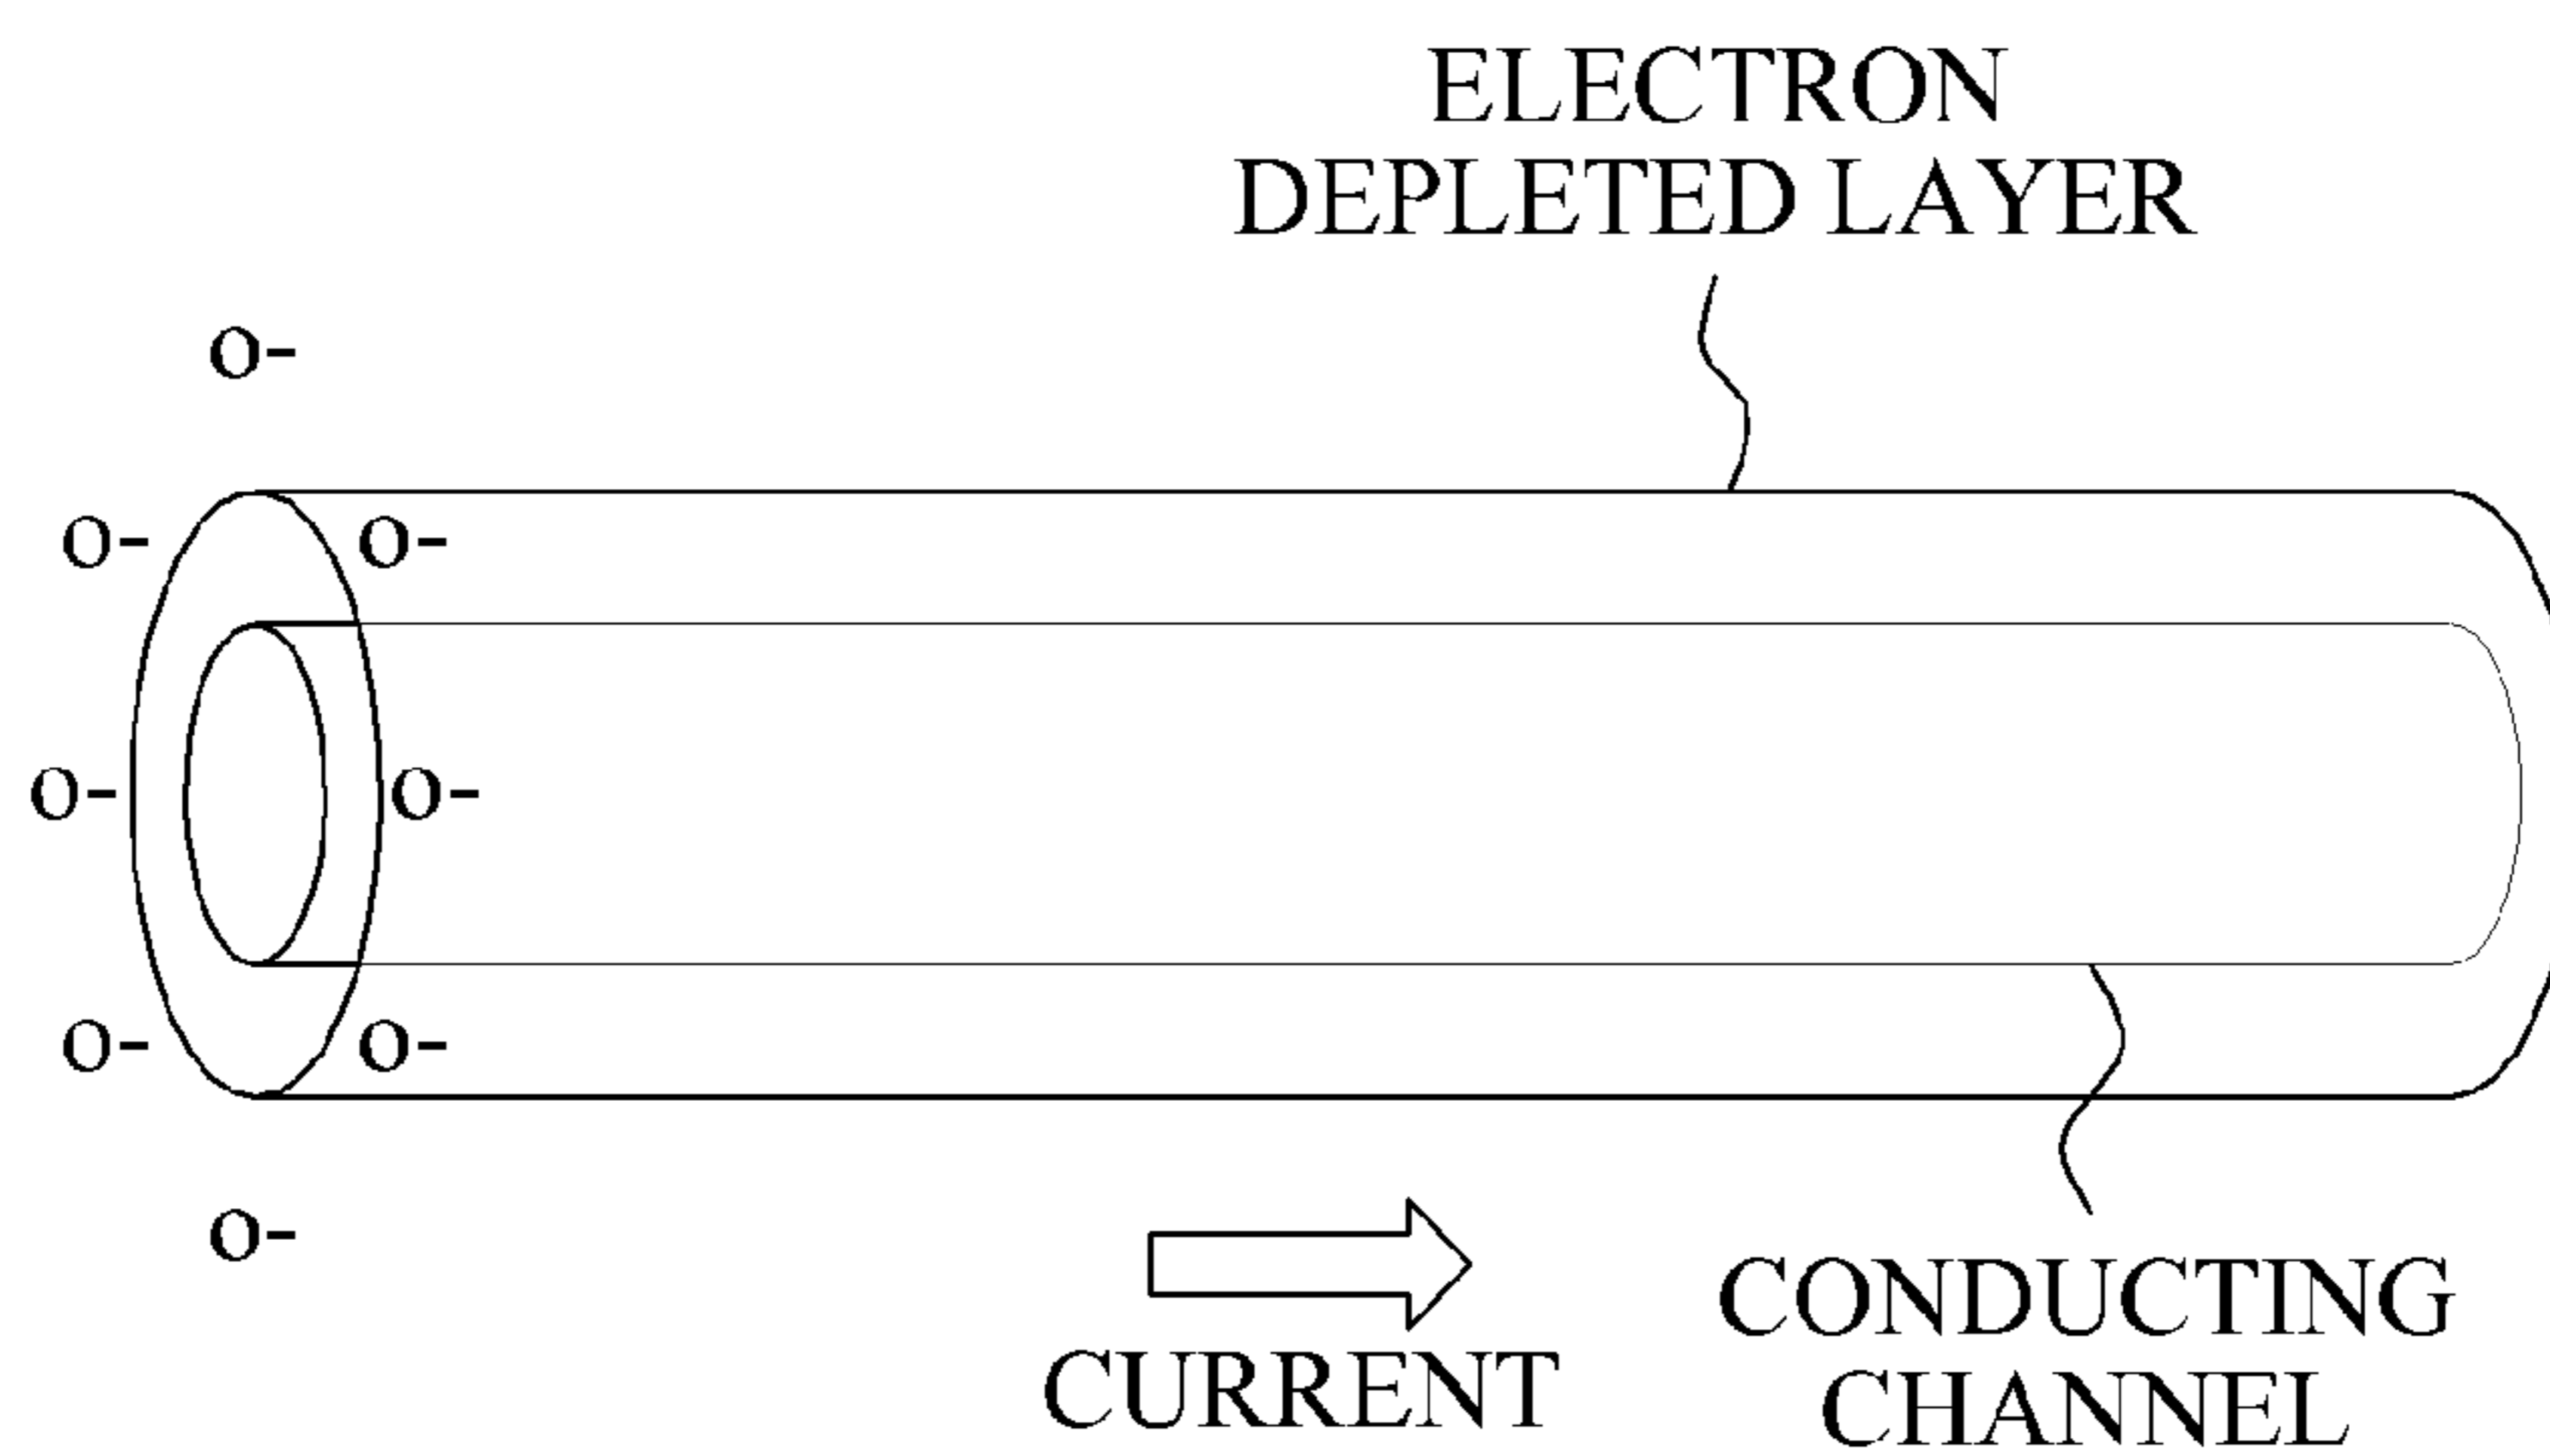 ELECTRON
DEPLETED LAYER
O-
O- O-
O- O-
O- O-
O-
CURRENT
CONDUCTING
CHANNEL